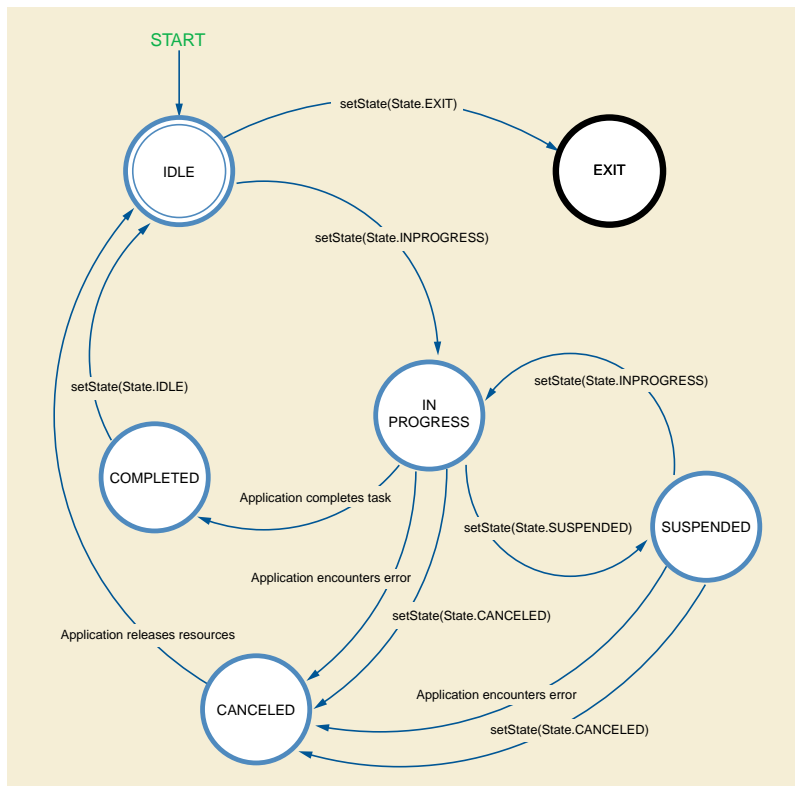 START
setState(State.EXIT)
IDLE
EXIT
setState(State.INPROGRESS)
setState(State.INPROGRESS)
setState(State.IDLE)
IN
PROGRESS
COMPLETED
Application completes task
setState(State.SUSPENDED)
SUSPENDED
Application encounters error
setState(State.CANCELED)
Application releases resources
CANCELED
Application encounters error
setState(State.CANCELED)